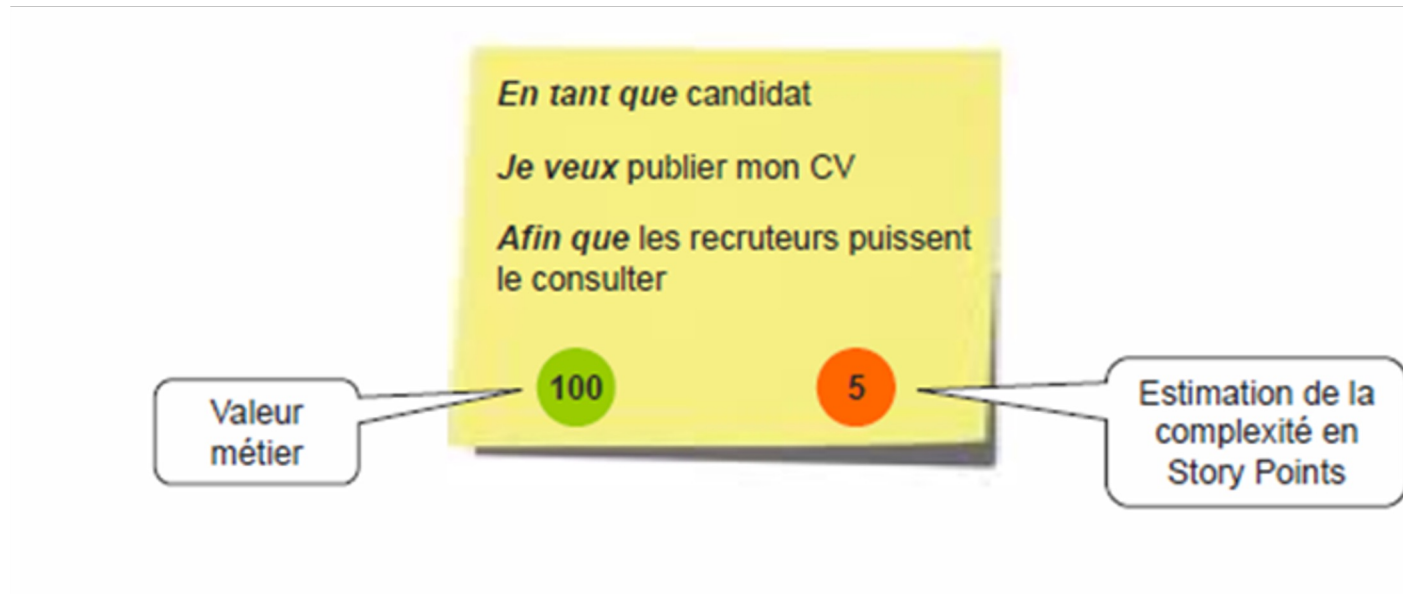 En tant que candidat
Je veux publier mon CV
Afin que les recruteurs puissent
le consulter
100
5
Valeur
métier
Estimation de la
complexité en
Story Points